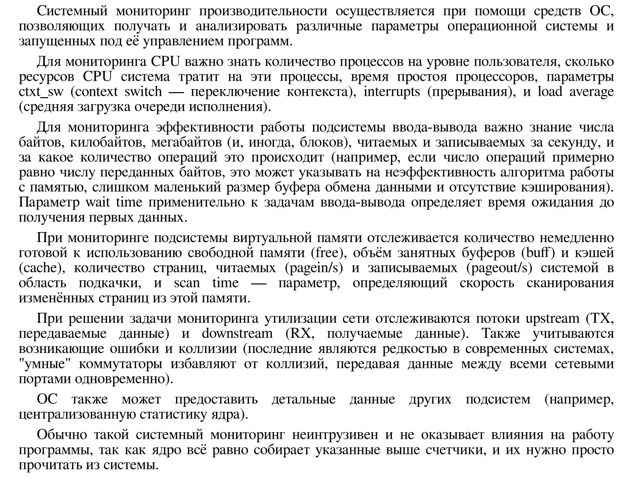 Системный мониторинг производительности осуществляется при помощи средств ОС,
позволяющих получать и анализировать различные параметры операционной системы и
запущенных под её управлением программ.
Для мониторинга CPU важно знать количество процессов на уровне пользователя, сколько
ресурсов CPU система тратит на эти процессы, время простоя процессоров, параметры
ctxt_sw (context switch — переключение контекста), interrupts (прерывания), и load average
(средняя загрузка очереди исполнения).
Для мониторинга эффективности работы подсистемы ввода-вывода важно знание числа
байтов, килобайтов, мегабайтов (и, иногда, блоков), читаемых и записываемых за секунду, и
за какое количество операций это происходит (например, если число операций примерно
равно числу переданных байтов, это может указывать на неэффективность алгоритма работы
с памятью, слишком маленький размер буфера обмена данными и отсутствие кэширования).
Параметр wait time применительно к задачам ввода-вывода определяет время ожидания до
получения первых данных.
При мониторинге подсистемы виртуальной памяти отслеживается количество немедленно
готовой к использованию свободной памяти (free), объём занятных буферов (buff) и кэшей
(cache), количество страниц, читаемых (pagein/s) и записываемых (pageout/s) системой в
область подкачки, и scan time — параметр, определяющий скорость сканирования
изменённых страниц из этой памяти.
При решении задачи мониторинга утилизации сети отслеживаются потоки upstream (TX,
передаваемые данные) и downstream (RX, получаемые данные). Также учитываются
возникающие ошибки и коллизии (последние являются редкостью в современных системах,
"умные" коммутаторы избавляют от коллизий, передавая данные между всеми сетевыми
портами одновременно).
ОС также может предоставить детальные данные других подсистем (например,
централизованную статистику ядра).
Обычно такой системный мониторинг неинтрузивен и не оказывает влияния на работу
программы, так как ядро всё равно собирает указанные выше счетчики, и их нужно просто
прочитать из системы.